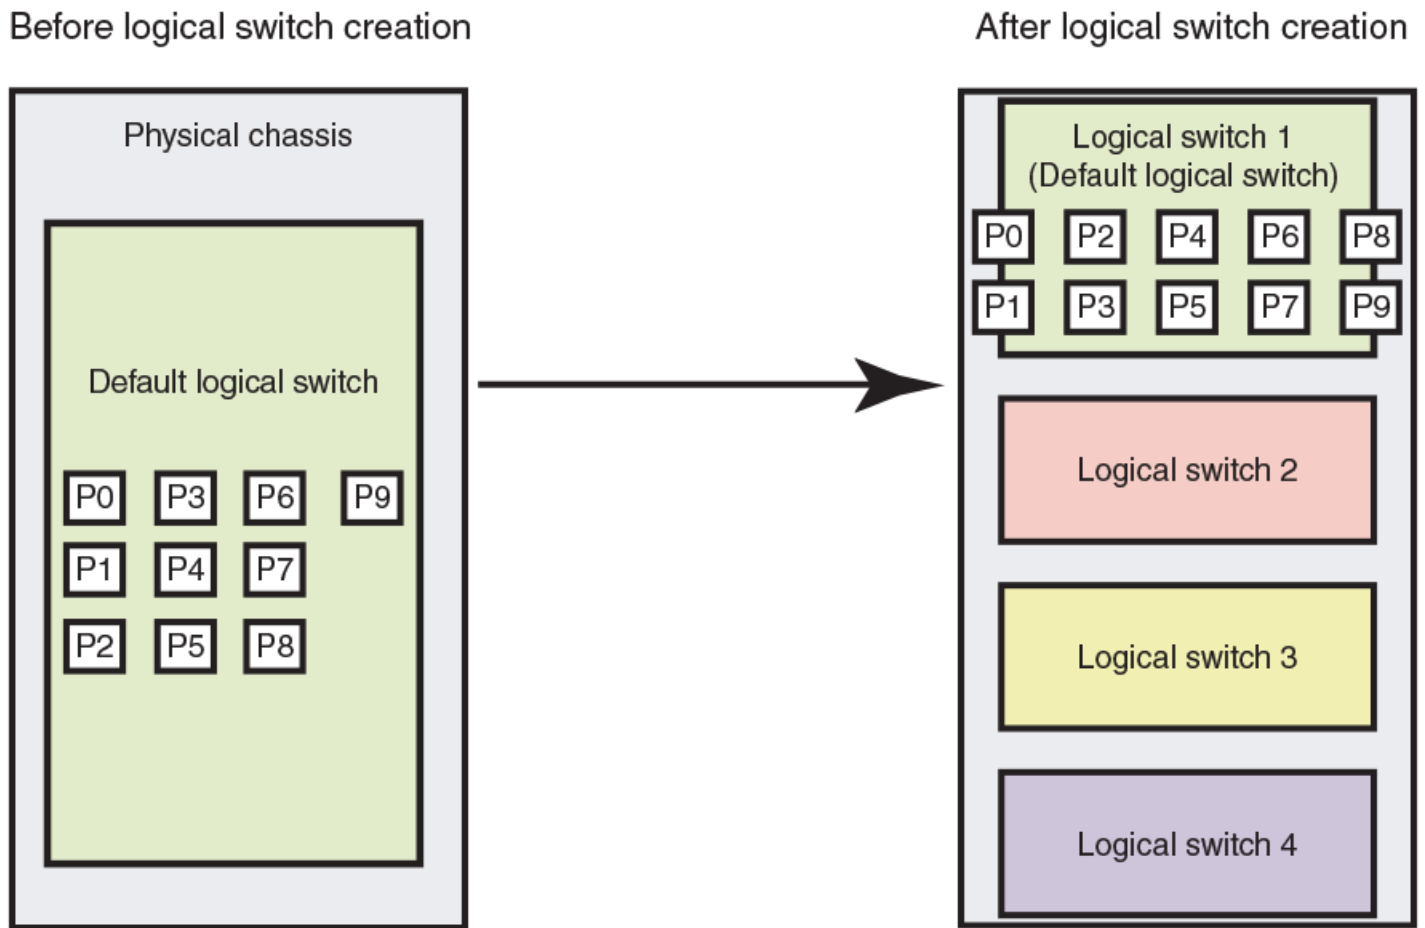 Before logical switch creation
After logical switch creation
Physical chassis
Default logical switch
P0 P3 P6 P9
P1 P4 P7
P2 P5 P8
Logical switch 1
(Default logical switch)
P0 P2 P4 P6 P8
P1 P3 P5 P7 P9
Logical switch 2
Logical switch 3
Logical switch 4